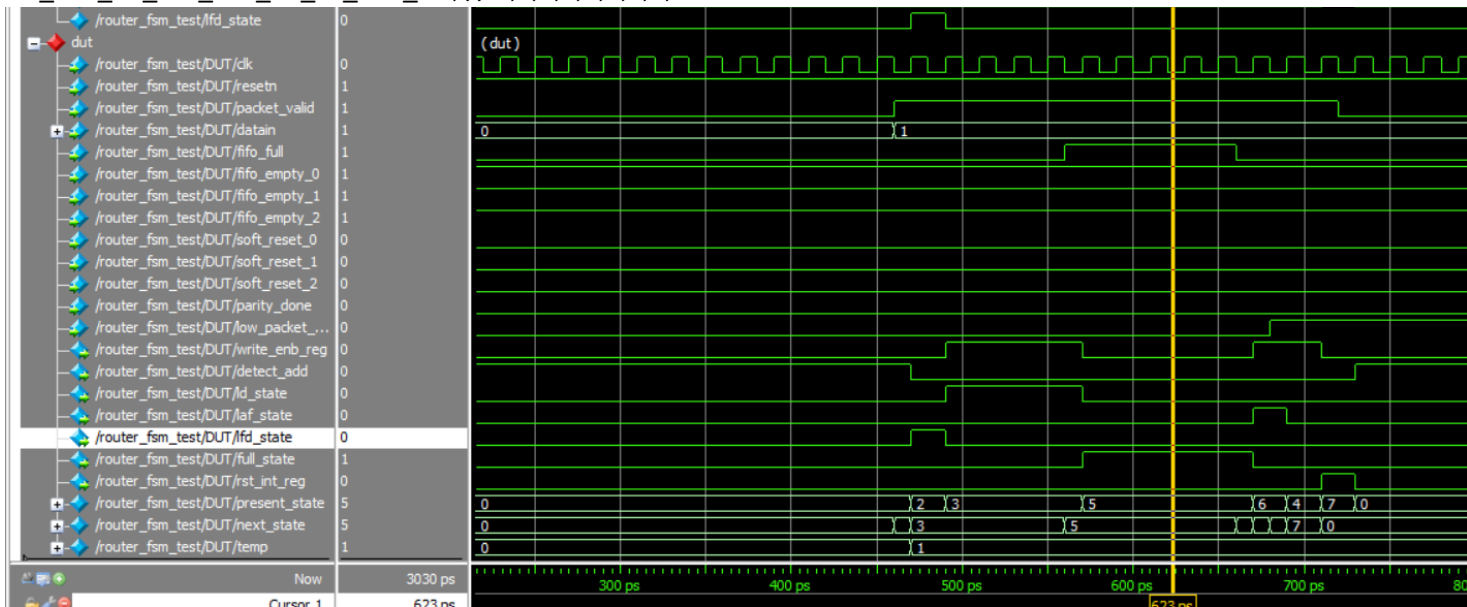 /router_fsm_test/lfd_state 0
dut (dut)
/router_fsm_test/DUT/clk 0
/router_fsm_test/DUT/resetn 1
/router_fsm_test/DUT/packet_valid 1
/router_fsm_test/DUT/datain 1 0 1
/router_fsm_test/DUT/fifo_full 1
/router_fsm_test/DUT/fifo_empty_0 1
/router_fsm_test/DUT/fifo_empty_1 1
/router_fsm_test/DUT/fifo_empty_2 1
/router_fsm_test/DUT/soft_reset_0 0
/router_fsm_test/DUT/soft_reset_1 0
/router_fsm_test/DUT/soft_reset_2 0
/router_fsm_test/DUT/parity_done 0
/router_fsm_test/DUT/low_packet_... 0
/router_fsm_test/DUT/write_enb_reg 0
/router_fsm_test/DUT/detect_add 0
/router_fsm_test/DUT/ld_state 0
/router_fsm_test/DUT/laf_state 0
/router_fsm_test/DUT/lfd_state 0
/router_fsm_test/DUT/full_state 1
/router_fsm_test/DUT/rst_int_reg 0
/router_fsm_test/DUT/present_state 5 0 2 3 5 6 4 7 0
/router_fsm_test/DUT/next_state 5 0 3 5 7 0
/router_fsm_test/DUT/temp 1 0 1
Now 3030 ps 300 ps 400 ps 500 ps 600 ps 700 ps 80
Cursor 1 623 ps 623 ps